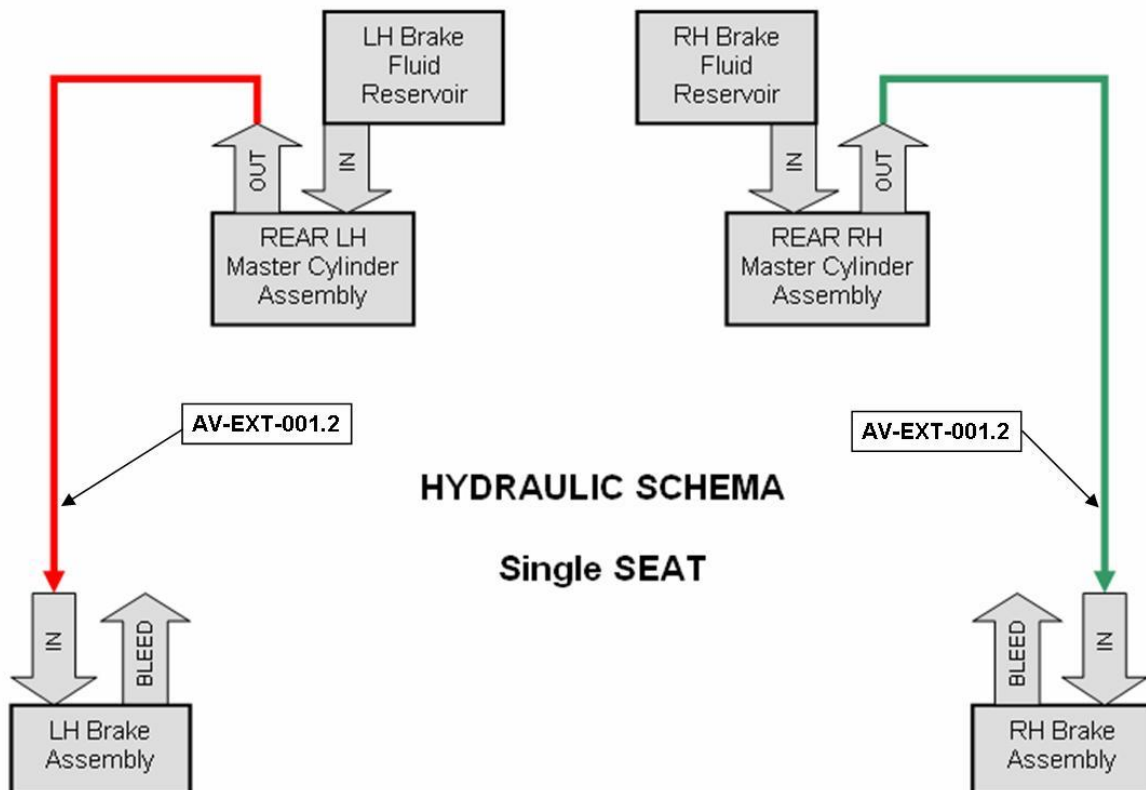 LH Brake
Fluid
Reservoir
RH Brake
Fluid
Reservoir
OUT
IN
IN
OUT
REAR LH
Master Cylinder
Assembly
REAR RH
Master Cylinder
Assembly
AV-EXT-001.2
AV-EXT-001.2
HYDRAULIC SCHEMA
Single SEAT
IN
BLEED
BLEED
IN
LH Brake
Assembly
RH Brake
Assembly